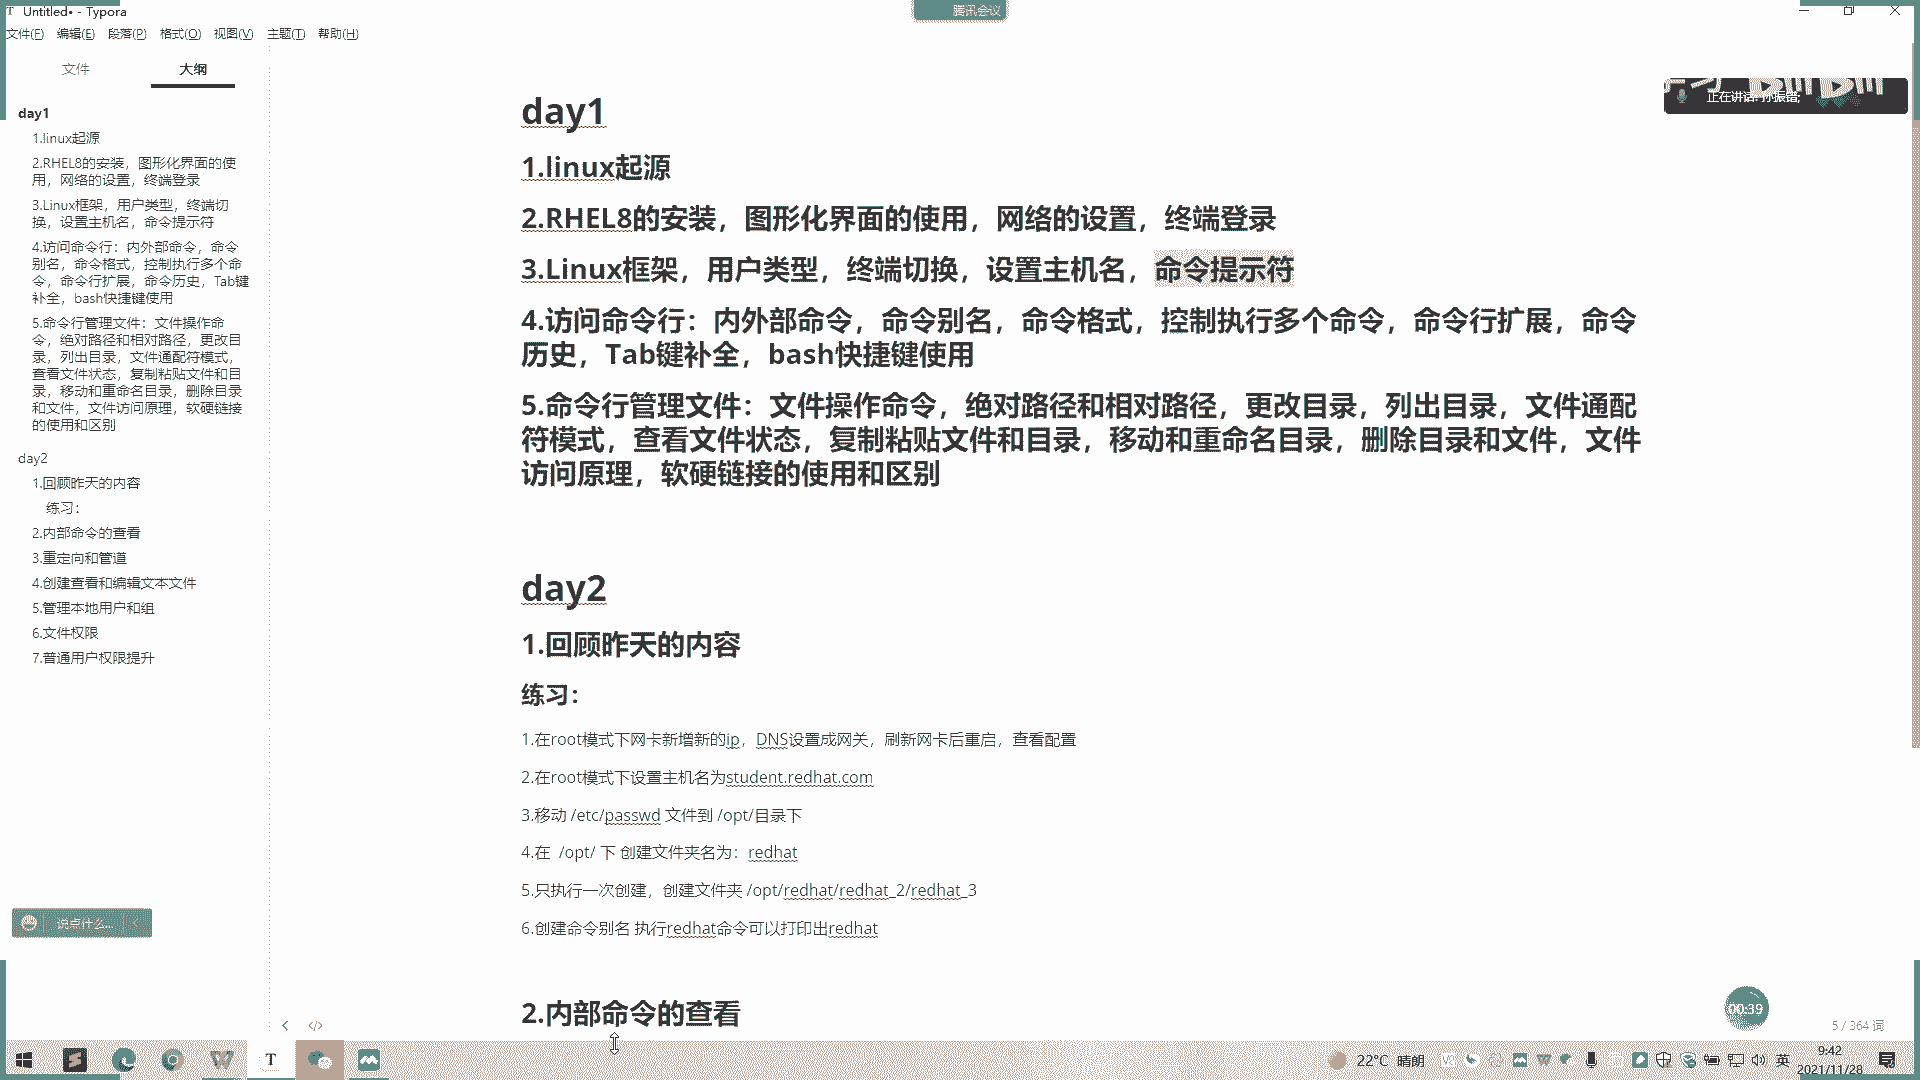 Untitled• - Typora
腾讯会议
文件(F) 编辑(E) 段落(P) 格式(O) 视图(V) 主题(T) 帮助(H)
文件 大纲
day1
1.linux起源
2.RHEL8的安装，图形化界面的使
用，网络的设置，终端登录
3.Linux框架，用户类型，终端切
换，设置主机名，命令提示符
4.访问命令行：内外部命令，命令
别名，命令格式，控制执行多个命
令，命令行扩展，命令历史，Tab键
补全，bash快捷键使用
5.命令行管理文件：文件操作命
令，绝对路径和相对路径，更改目
录，列出目录，文件通配符模式，
查看文件状态，复制粘贴文件和目
录，移动和重命名目录，删除目录
和文件，文件访问原理，软硬链接
的使用和区别
day2
1.回顾昨天的内容
练习：
2.内部命令的查看
3.重定向和管道
4.创建查看和编辑文本文件
5.管理本地用户和组
6.文件权限
7.普通用户权限提升
说点什么...
day1
1.linux起源
2.RHEL8的安装，图形化界面的使用，网络的设置，终端登录
3.Linux框架，用户类型，终端切换，设置主机名，命令提示符
4.访问命令行：内外部命令，命令别名，命令格式，控制执行多个命令，命令行扩展，命令
历史，Tab键补全，bash快捷键使用
5.命令行管理文件：文件操作命令，绝对路径和相对路径，更改目录，列出目录，文件通配
符模式，查看文件状态，复制粘贴文件和目录，移动和重命名目录，删除目录和文件，文件
访问原理，软硬链接的使用和区别
day2
1.回顾昨天的内容
练习：
1.在root模式下网卡新增新的ip，DNS设置成网关，刷新网卡后重启，查看配置
2.在root模式下设置主机名为student.redhat.com
3.移动 /etc/passwd 文件到 /opt/目录下
4.在 /opt/ 下 创建文件夹名为：redhat
5.只执行一次创建，创建文件夹 /opt/redhat/redhat_2/redhat_3
6.创建命令别名 执行redhat命令可以打印出redhat
2.内部命令的查看
正在讲话:
00:39
5 / 364 词
22°C 晴朗
英
9:42
2021/11/28